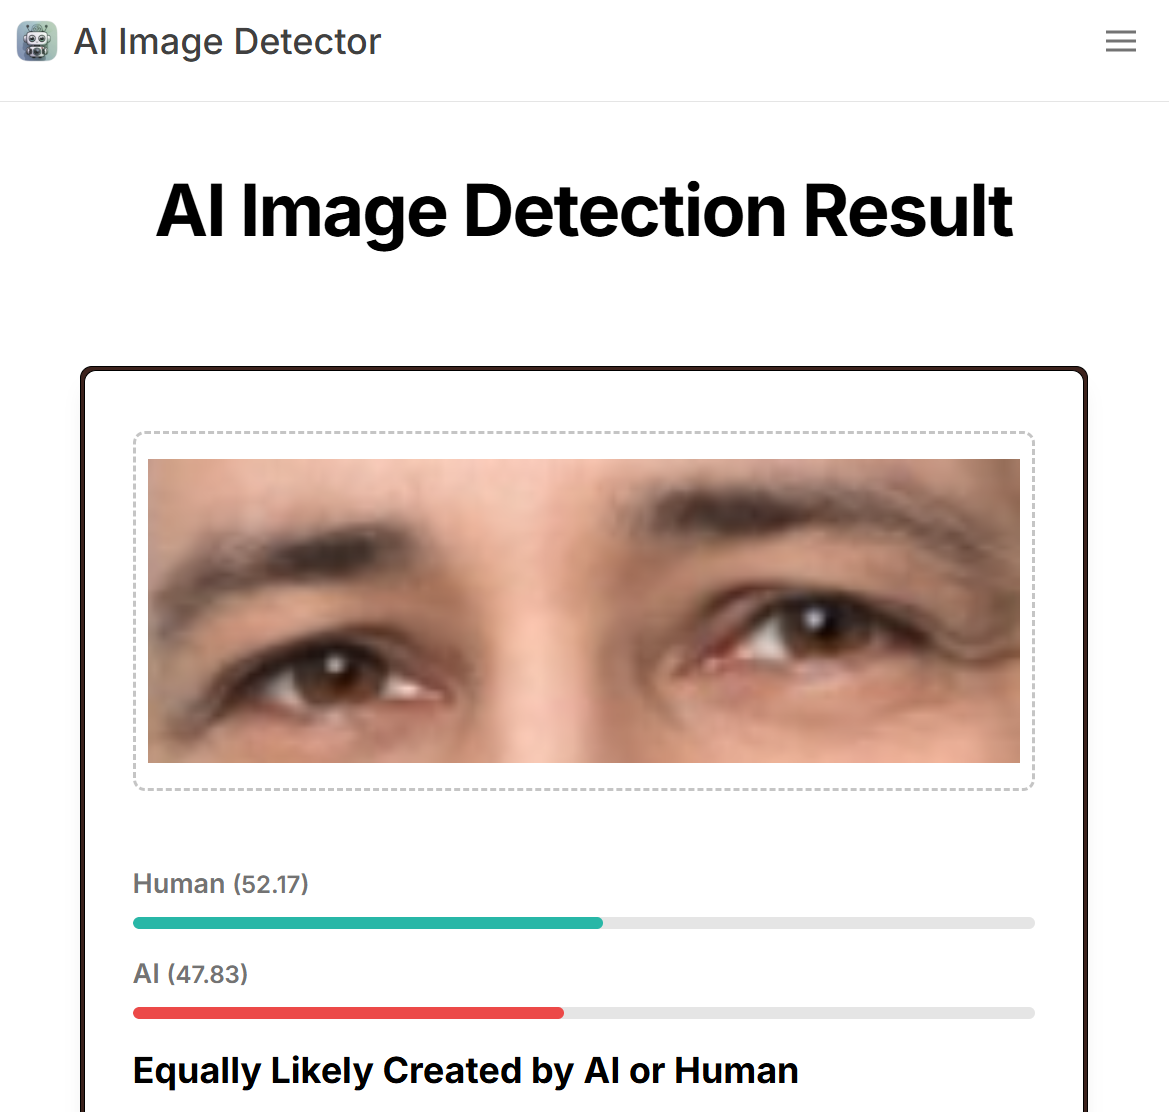 AI Image Detector
AI Image Detection Result
Human (52.17)
AI (47.83)
Equally Likely Created by AI or Human